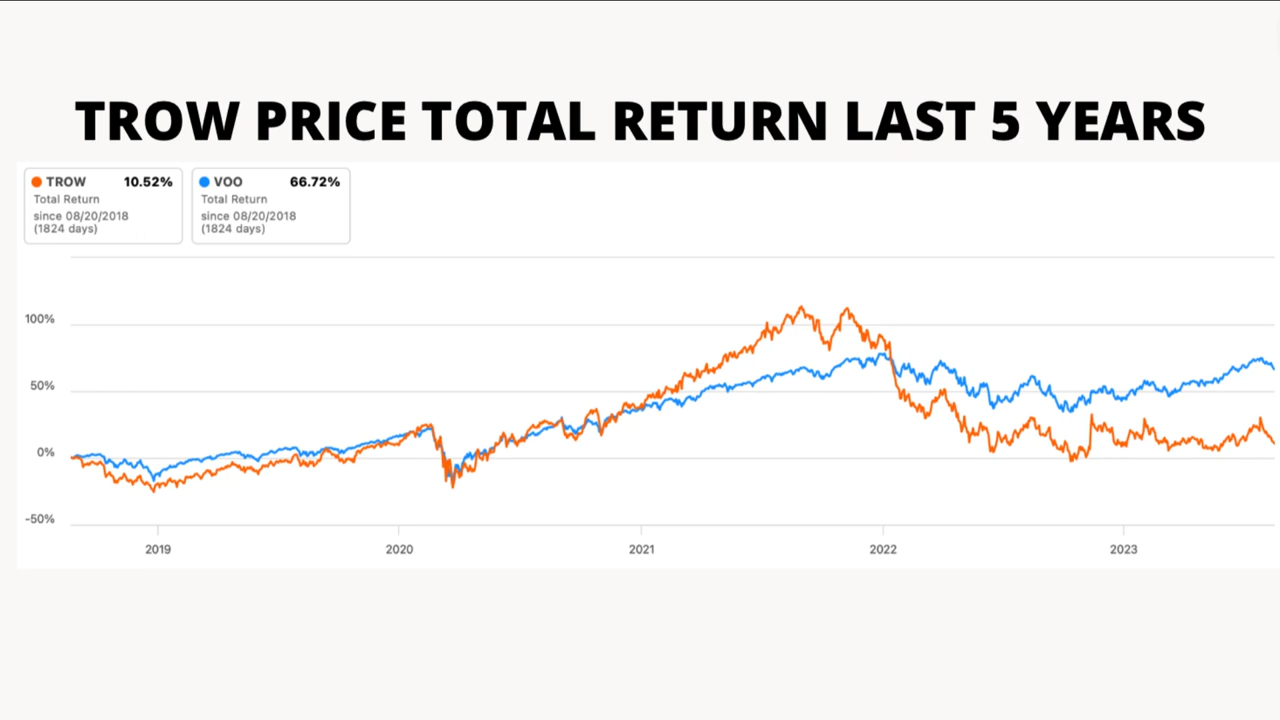 TROW PRICE TOTAL RETURN LAST 5 YEARS
TROW 10.52%
Total Return
since 08/20/2018
(1824 days)
VOO 66.72%
Total Return
since 08/20/2018
(1824 days)
100%
50%
0%
-50%
2019 2020 2021 2022 2023